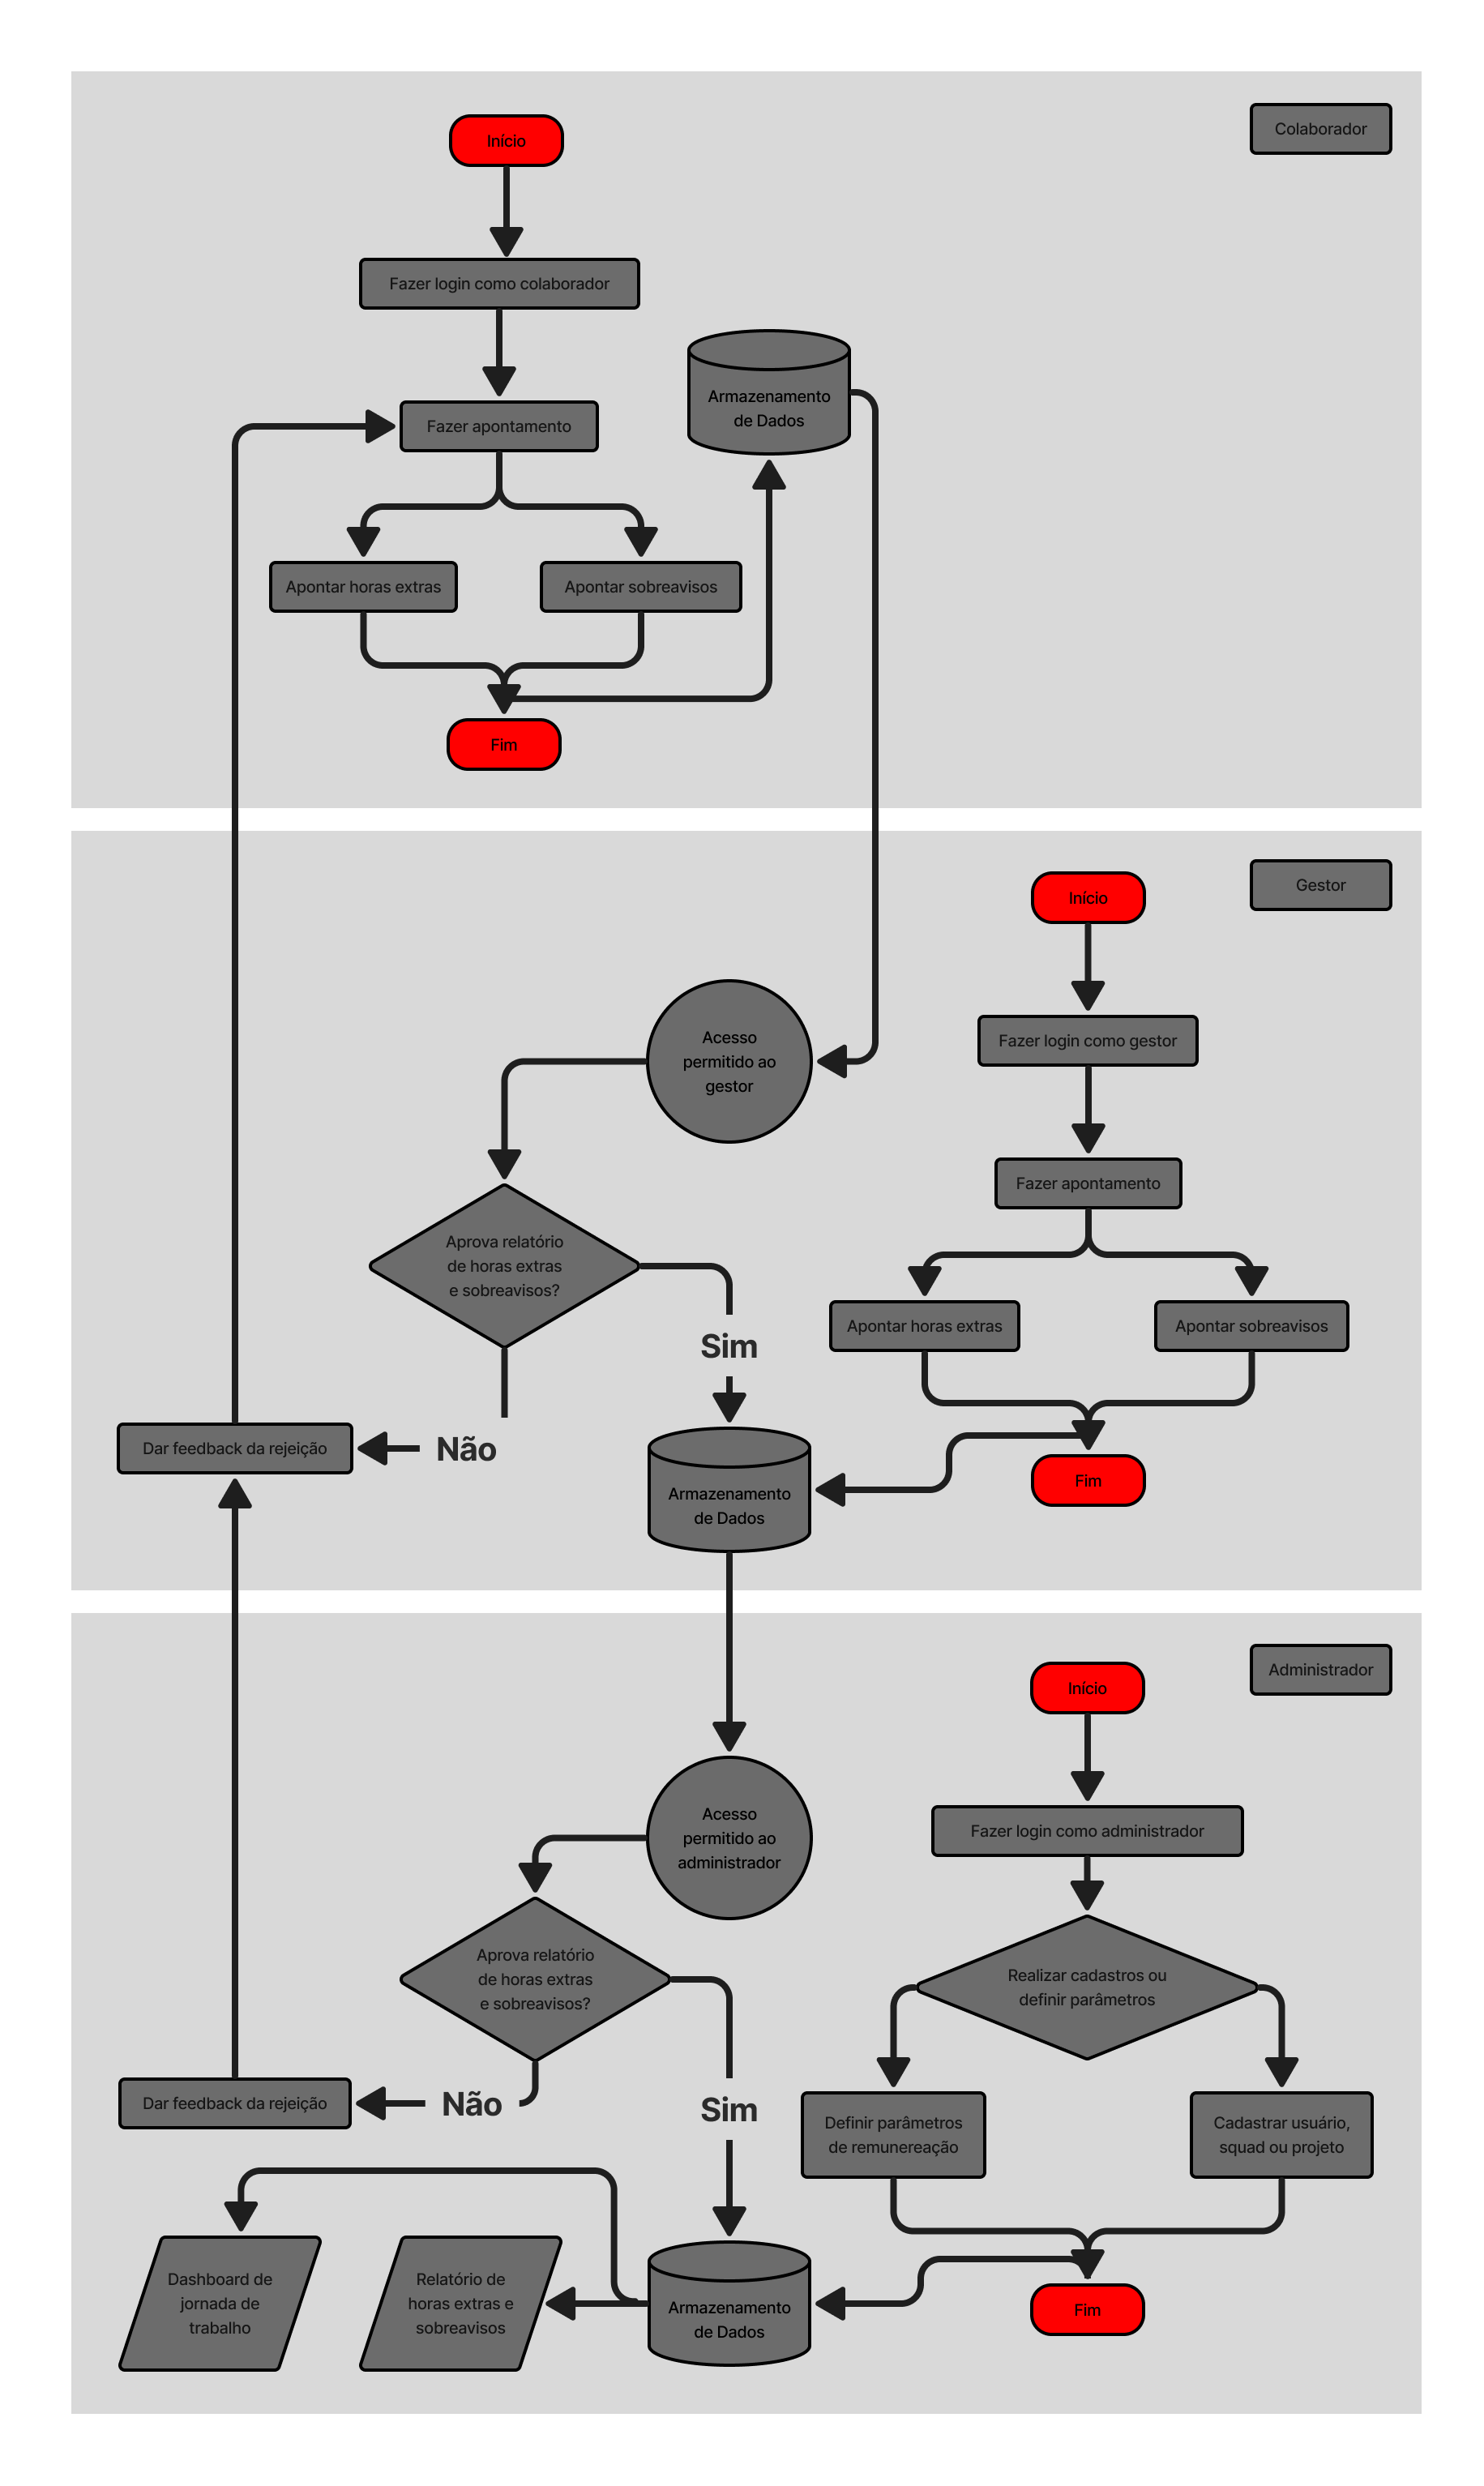 Colaborador
Início
Fazer login como colaborador
Armazenamento
de Dados
Fazer apontamento
Apontar horas extras
Apontar sobreavisos
Fim
Gestor
Início
Acesso
permitido ao
gestor
Fazer login como gestor
Fazer apontamento
Aprova relatório
de horas extras
e sobreavisos?
Sim
Apontar horas extras
Apontar sobreavisos
Dar feedback da rejeição
Não
Armazenamento
de Dados
Fim
Administrador
Início
Acesso
permitido ao
administrador
Fazer login como administrador
Aprova relatório
de horas extras
e sobreavisos?
Realizar cadastros ou
definir parâmetros
Dar feedback da rejeição
Não
Sim
Definir parâmetros
de remunereação
Cadastrar usuário,
squad ou projeto
Dashboard de
jornada de
trabalho
Relatório de
horas extras e
sobreavisos
Armazenamento
de Dados
Fim